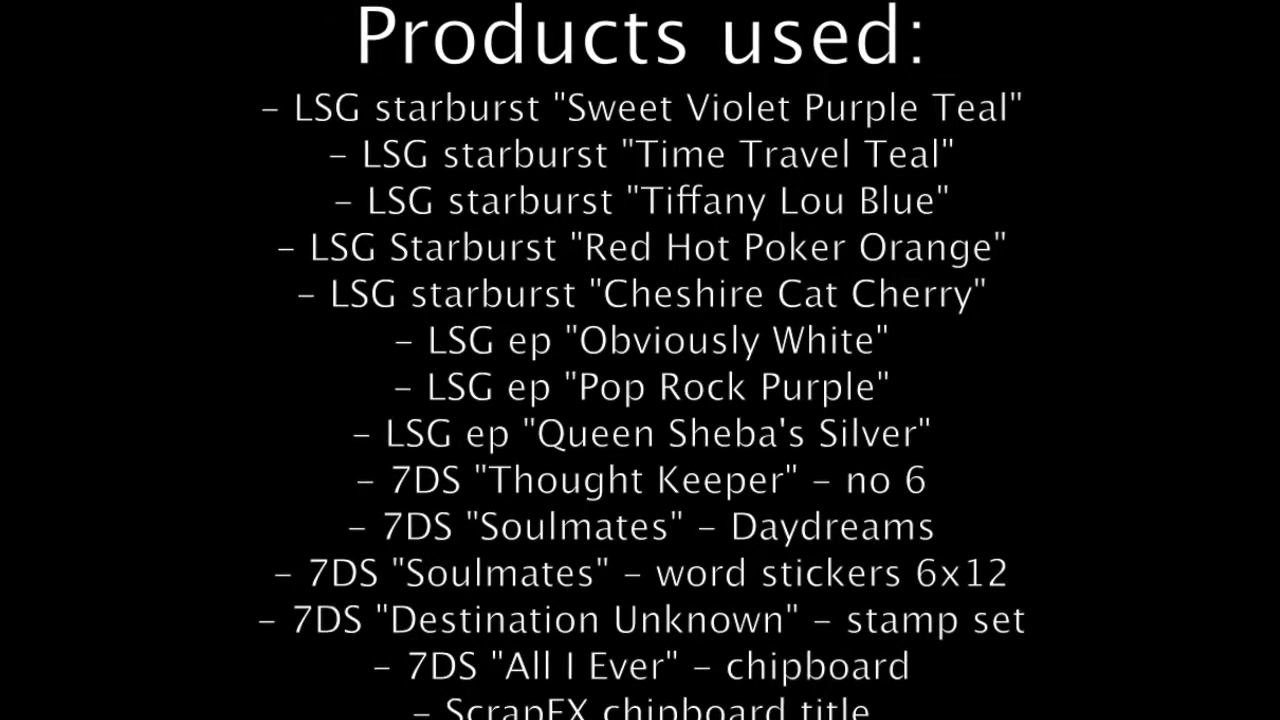 Products used:
– LSG starburst "Sweet Violet Purple Teal"
– LSG starburst "Time Travel Teal"
– LSG starburst "Tiffany Lou Blue"
– LSG Starburst "Red Hot Poker Orange"
– LSG starburst "Cheshire Cat Cherry"
– LSG ep "Obviously White"
– LSG ep "Pop Rock Purple"
– LSG ep "Queen Sheba's Silver"
– 7DS "Thought Keeper" – no 6
– 7DS "Soulmates" – Daydreams
– 7DS "Soulmates" – word stickers 6x12
– 7DS "Destination Unknown" – stamp set
– 7DS "All I Ever" – chipboard
– ScrapFX chipboard title